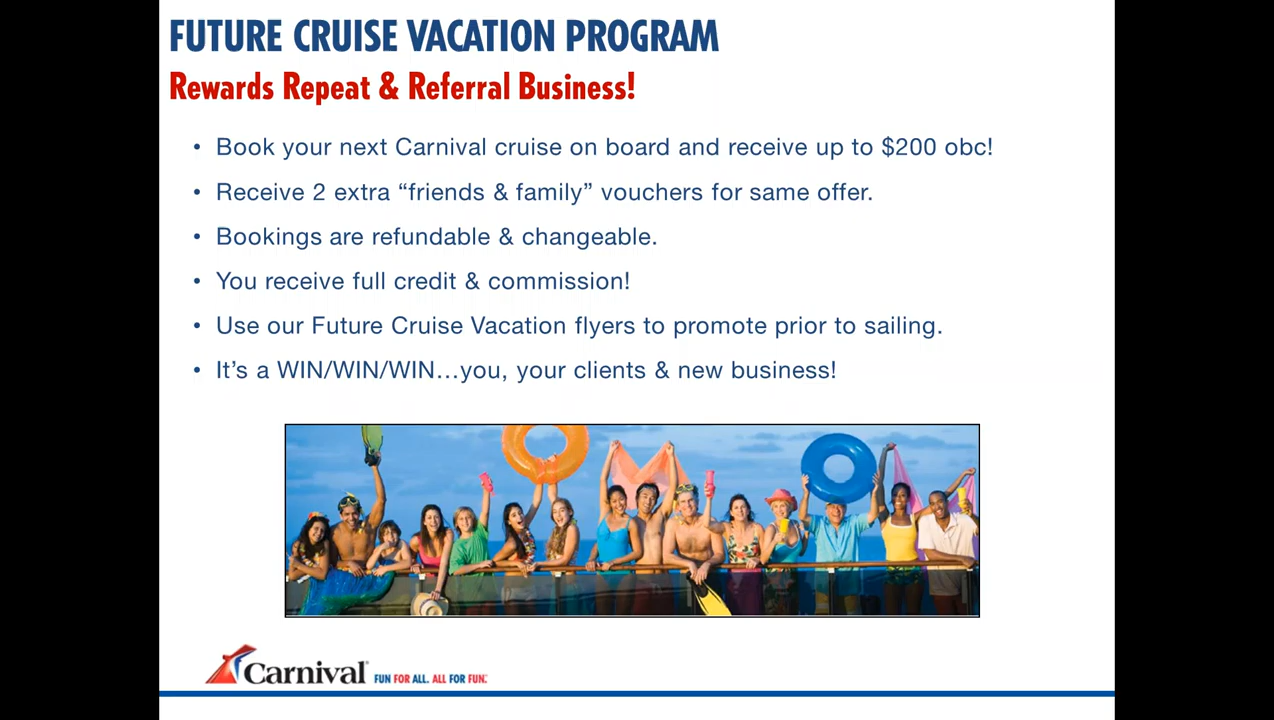 FUTURE CRUISE VACATION PROGRAM
Rewards Repeat & Referral Business!
• Book your next Carnival cruise on board and receive up to $200 obc!
• Receive 2 extra “friends & family” vouchers for same offer.
• Bookings are refundable & changeable.
• You receive full credit & commission!
• Use our Future Cruise Vacation flyers to promote prior to sailing.
• It’s a WIN/WIN/WIN…you, your clients & new business!
Carnival® FUN FOR ALL. ALL FOR FUN.